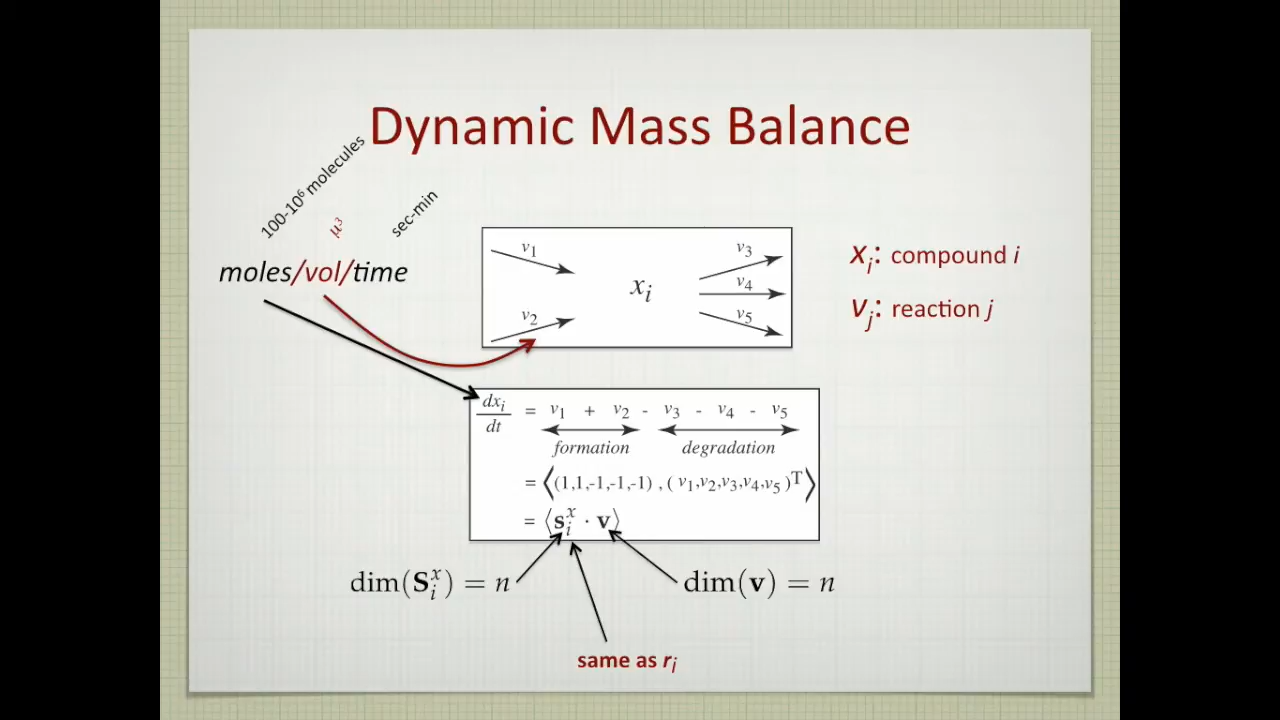 Dynamic Mass Balance
100-10⁶ molecules
μ³
sec-min
moles/vol/time
v₁
v₂
xᵢ
v₃
v₄
v₅
xᵢ: compound i
vⱼ: reaction j
dxᵢ/dt = v₁ + v₂ - v₃ - v₄ - v₅
formation degradation
= ⟨(1,1,-1,-1,-1) , ( v₁,v₂,v₃,v₄,v₅ )ᵀ⟩
= ⟨sᵢˣ · v⟩
dim(Sᵢˣ) = n
dim(v) = n
same as rᵢ